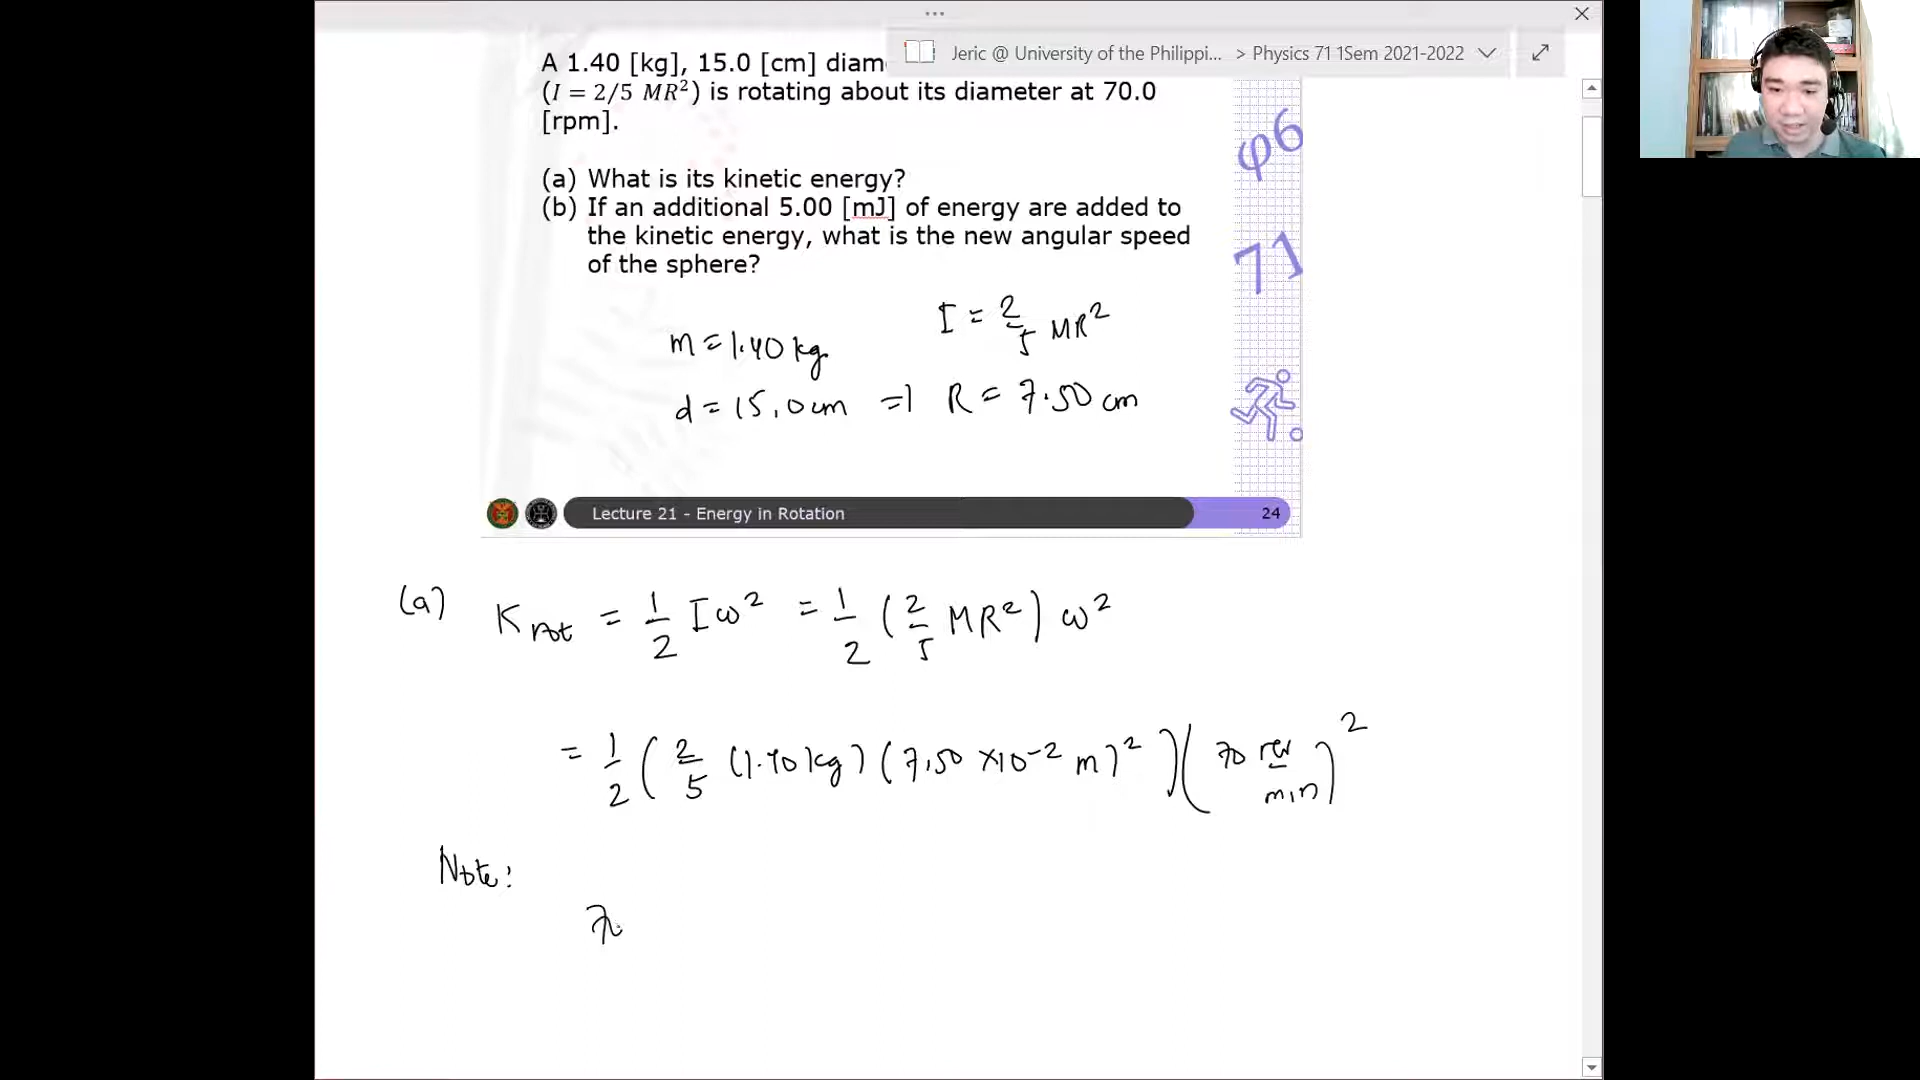 Jeric @ University of the Philippi... > Physics 71 1Sem 2021-2022
A 1.40 [kg], 15.0 [cm] diam
(I = 2/5 MR²) is rotating about its diameter at 70.0
[rpm].
(a) What is its kinetic energy?
(b) If an additional 5.00 [mJ] of energy are added to
the kinetic energy, what is the new angular speed
of the sphere?
φ6
71
m = 1.40 kg
I = 2/5 MR²
d = 15.0 cm => R = 7.50 cm
Lecture 21 - Energy in Rotation 24
(a) K rot = 1/2 Iω² = 1/2 (2/5 MR²) ω²
= 1/2 (2/5 (1.40 kg) (7.50 ×10⁻² m)²) (70 rev/min)²
Note: